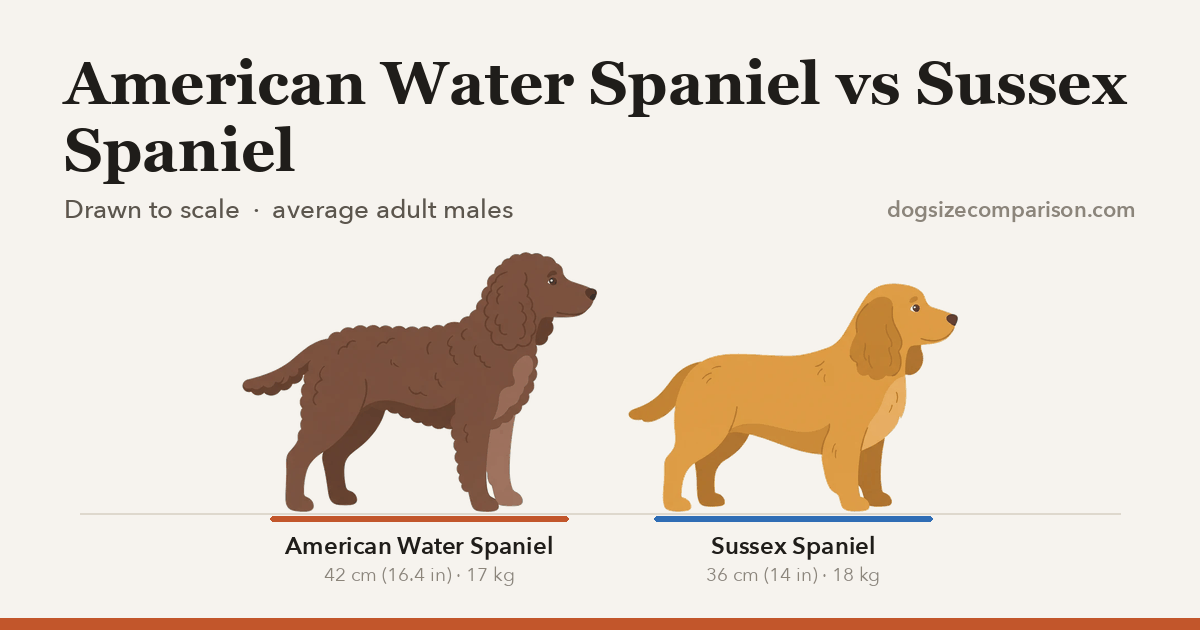 American Water Spaniel vs Sussex
Spaniel
Drawn to scale · average adult males
dogsizecomparison.com
American Water Spaniel
42 cm (16.4 in) · 17 kg
Sussex Spaniel
36 cm (14 in) · 18 kg